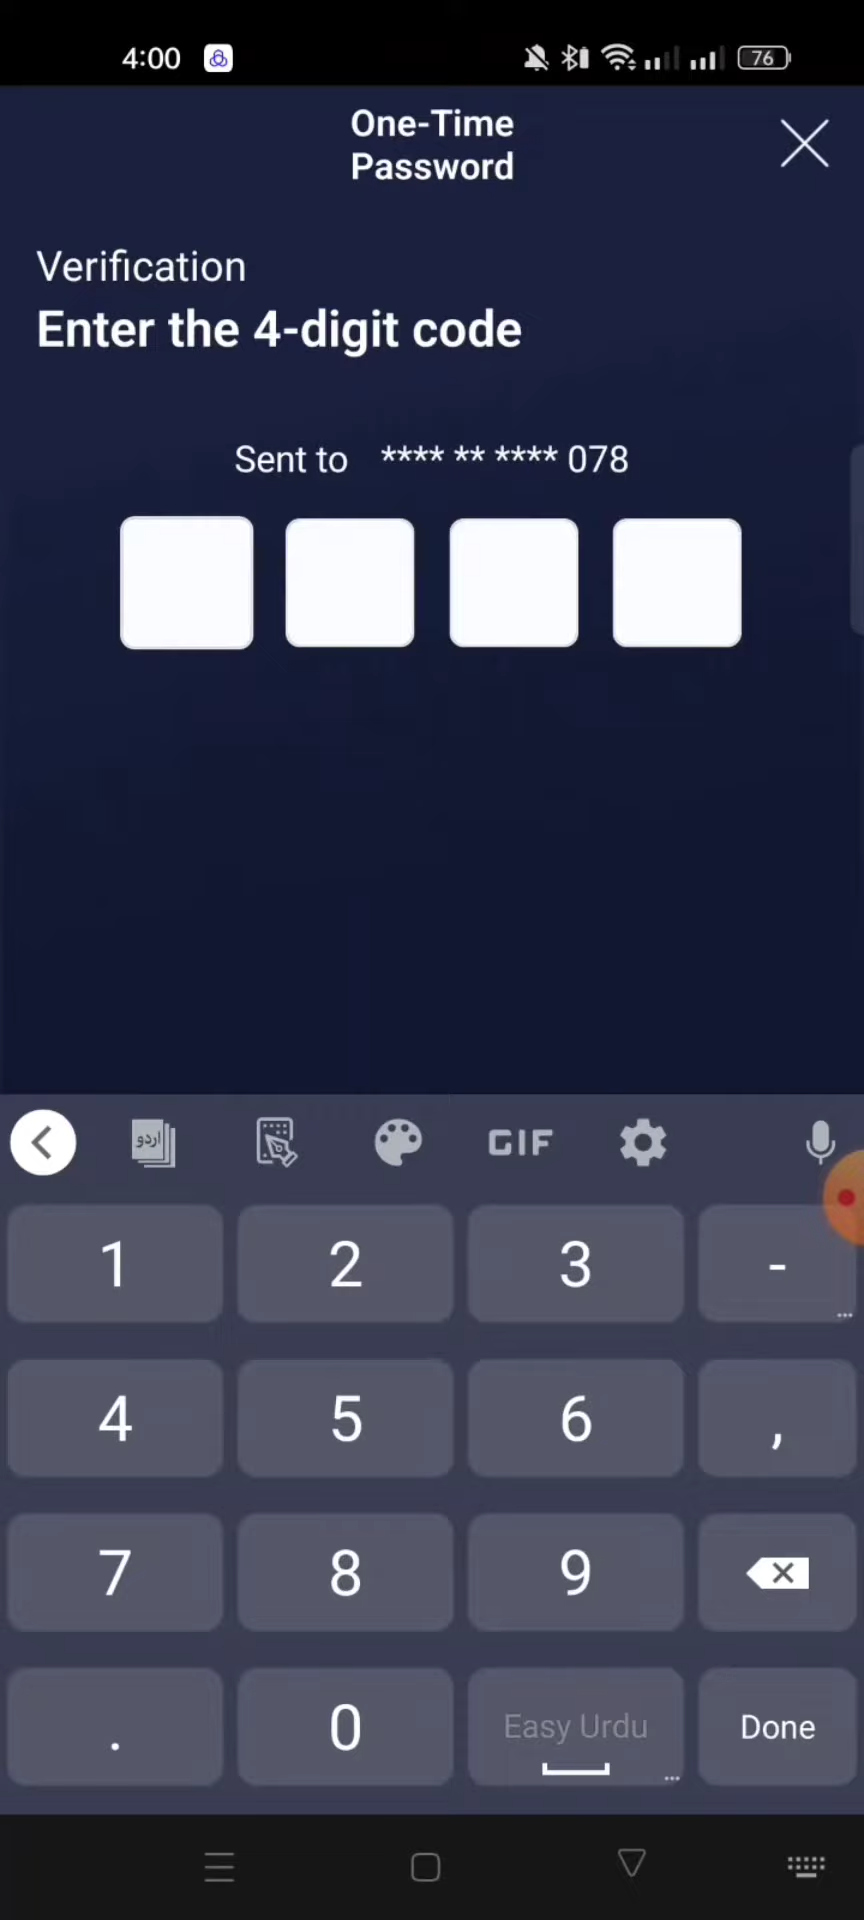 4:00
76
One-Time
Password
Verification
Enter the 4-digit code
Sent to **** ** **** 078
اردو
GIF
1 2 3 -
4 5 6 ,
7 8 9
. 0 Easy Urdu Done